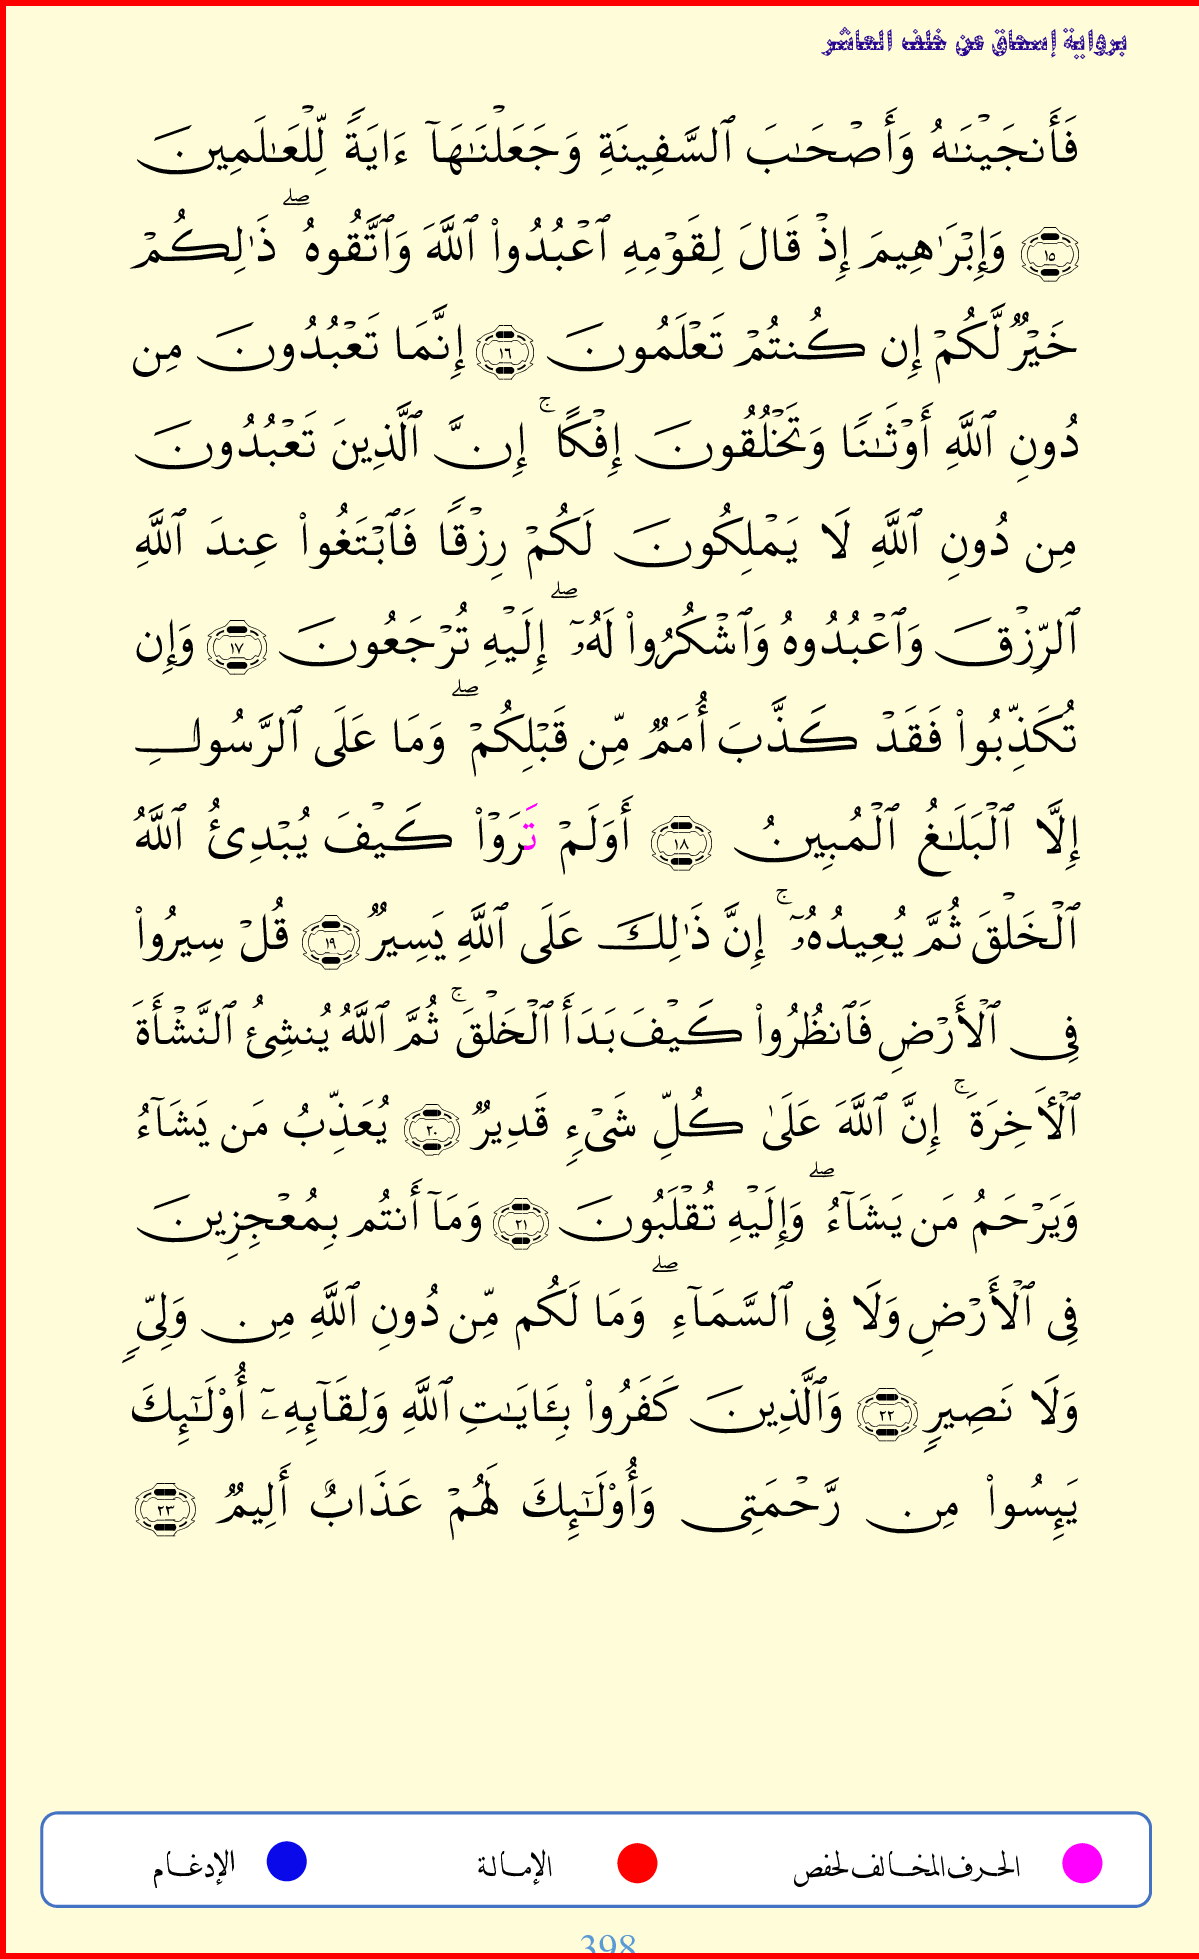 برواية إسحاق عن خلف العاشر
فَأَنجَيْنَـٰهُ وَأَصْحَـٰبَ ٱلسَّفِينَةِ وَجَعَلْنَـٰهَآ ءَايَةً لِّلْعَـٰلَمِينَ
١٥ وَإِبْرَٰهِيمَ إِذْ قَالَ لِقَوْمِهِ ٱعْبُدُوا۟ ٱللَّهَ وَٱتَّقُوهُ ۖ ذَٰلِكُمْ
خَيْرٌ لَّكُمْ إِن كُنتُمْ تَعْلَمُونَ ١٦ إِنَّمَا تَعْبُدُونَ مِن
دُونِ ٱللَّهِ أَوْثَـٰنًا وَتَخْلُقُونَ إِفْكًا ۚ إِنَّ ٱلَّذِينَ تَعْبُدُونَ
مِن دُونِ ٱللَّهِ لَا يَمْلِكُونَ لَكُمْ رِزْقًا فَٱبْتَغُوا۟ عِندَ ٱللَّهِ
ٱلرِّزْقَ وَٱعْبُدُوهُ وَٱشْكُرُوا۟ لَهُۥٓ ۖ إِلَيْهِ تُرْجَعُونَ ١٧ وَإِن
تُكَذِّبُوا۟ فَقَدْ كَذَّبَ أُمَمٌ مِّن قَبْلِكُمْ ۖ وَمَا عَلَى ٱلرَّسُولِ
إِلَّا ٱلْبَلَـٰغُ ٱلْمُبِينُ ١٨ أَوَلَمْ تَرَوْا۟ كَيْفَ يُبْدِئُ ٱللَّهُ
ٱلْخَلْقَ ثُمَّ يُعِيدُهُۥٓ ۚ إِنَّ ذَٰلِكَ عَلَى ٱللَّهِ يَسِيرٌ ١٩ قُلْ سِيرُوا۟
فِى ٱلْأَرْضِ فَٱنظُرُوا۟ كَيْفَ بَدَأَ ٱلْخَلْقَ ۚ ثُمَّ ٱللَّهُ يُنشِئُ ٱلنَّشْأَةَ
ٱلْأَخِرَةَ ۚ إِنَّ ٱللَّهَ عَلَىٰ كُلِّ شَىْءٍ قَدِيرٌ ٢٠ يُعَذِّبُ مَن يَشَآءُ
وَيَرْحَمُ مَن يَشَآءُ ۖ وَإِلَيْهِ تُقْلَبُونَ ٢١ وَمَآ أَنتُم بِمُعْجِزِينَ
فِى ٱلْأَرْضِ وَلَا فِى ٱلسَّمَآءِ ۖ وَمَا لَكُم مِّن دُونِ ٱللَّهِ مِن وَلِىٍّ
وَلَا نَصِيرٍ ٢٢ وَٱلَّذِينَ كَفَرُوا۟ بِـَٔايَـٰتِ ٱللَّهِ وَلِقَآئِهِۦٓ أُو۟لَـٰٓئِكَ
يَئِسُوا۟ مِن رَّحْمَتِى وَأُو۟لَـٰٓئِكَ لَهُمْ عَذَابٌ أَلِيمٌ ٢٣
الحرف المخالف لحفص الإمالة الإدغام
398